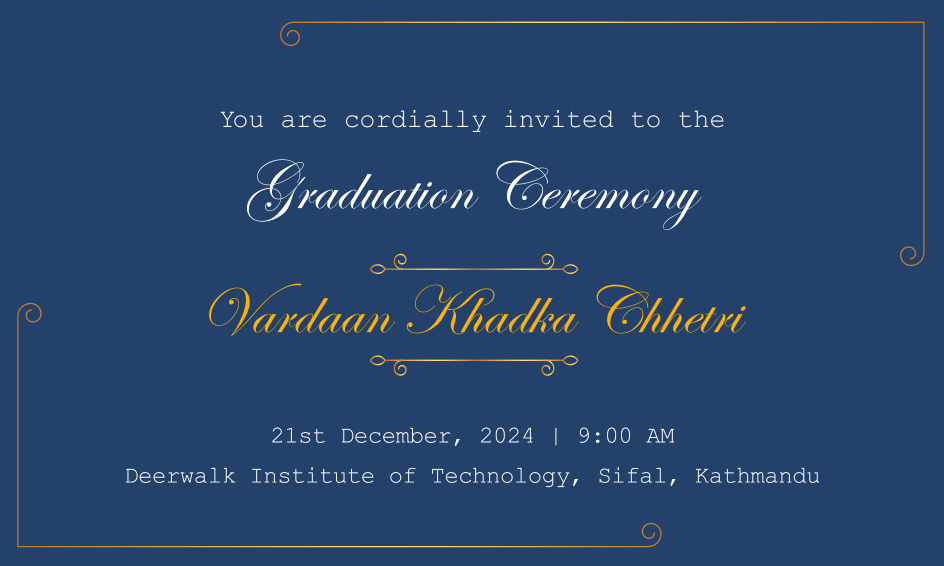 You are cordially invited to the
Graduation Ceremony
Vardaan Khadka Chhetri
21st December, 2024 | 9:00 AM
Deerwalk Institute of Technology, Sifal, Kathmandu